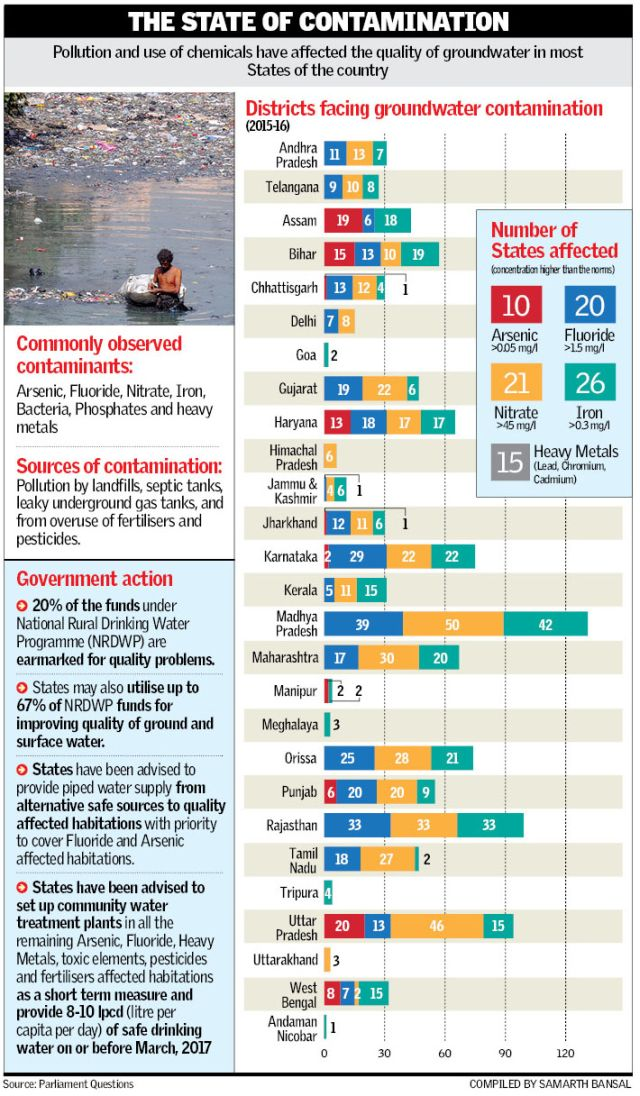 THE STATE OF CONTAMINATION
Pollution and use of chemicals have affected the quality of groundwater in most
States of the country
Commonly observed
contaminants:
Arsenic, Fluoride, Nitrate, Iron,
Bacteria, Phosphates and heavy
metals
Sources of contamination:
Pollution by landfills, septic tanks,
leaky underground gas tanks, and
from overuse of fertilisers and
pesticides.
Government action
20% of the funds under
National Rural Drinking Water
Programme (NRDWP) are
earmarked for quality problems.
States may also utilise up to
67% of NRDWP funds for
improving quality of ground and
surface water.
States have been advised to
provide piped water supply from
alternative safe sources to quality
affected habitations with priority
to cover Fluoride and Arsenic
affected habitations.
States have been advised to
set up community water
treatment plants in all the
remaining Arsenic, Fluoride, Heavy
Metals, toxic elements, pesticides
and fertilisers affected habitations
as a short term measure and
provide 8-10 lpcd (litre per
capita per day) of safe drinking
water on or before March, 2017
Districts facing groundwater contamination
(2015-16)
Andhra
Pradesh
11 13 7
Telangana
9 10 8
Assam
19 6 18
Bihar
15 13 10 19
Chhattisgarh
13 12 4 1
Delhi
7 8
Goa
2
Gujarat
19 22 6
Haryana
13 18 17 17
Himachal
Pradesh
6
Jammu &
Kashmir
4 6 1
Jharkhand
12 11 6 1
Karnataka
2 29 22 22
Kerala
5 11 15
Madhya
Pradesh
39 50 42
Maharashtra
17 30 20
Manipur
2 2
Meghalaya
3
Orissa
25 28 21
Punjab
6 20 20 9
Rajasthan
33 33 33
Tamil
Nadu
18 27 2
Tripura
4
Uttar
Pradesh
20 13 46 15
Uttarakhand
3
West
Bengal
8 7 2 15
Andaman
Nicobar
1
0 30 60 90 120
Number of
States affected
(concentration higher than the norms)
10
Arsenic
>0.05 mg/l
20
Fluoride
>1.5 mg/l
21
Nitrate
>45 mg/l
26
Iron
>0.3 mg/l
15
Heavy Metals
(Lead, Chromium,
Cadmium)
Source: Parliament Questions
COMPILED BY SAMARTH BANSAL